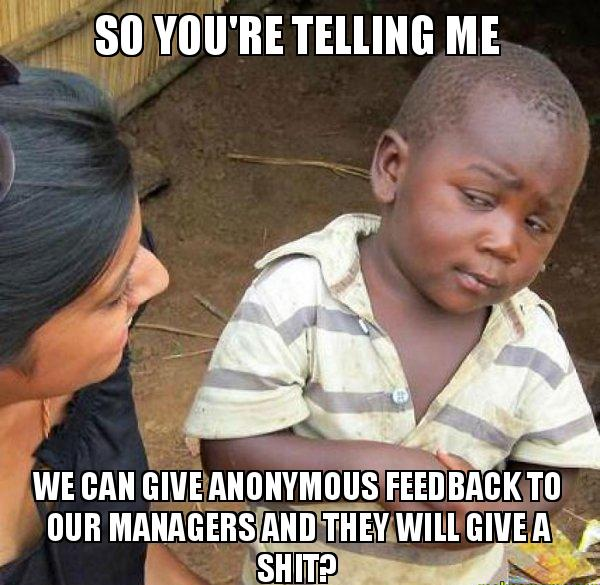 SO YOU'RE TELLING ME
WE CAN GIVE ANONYMOUS FEEDBACK TO
OUR MANAGERS AND THEY WILL GIVE A
SHIT?